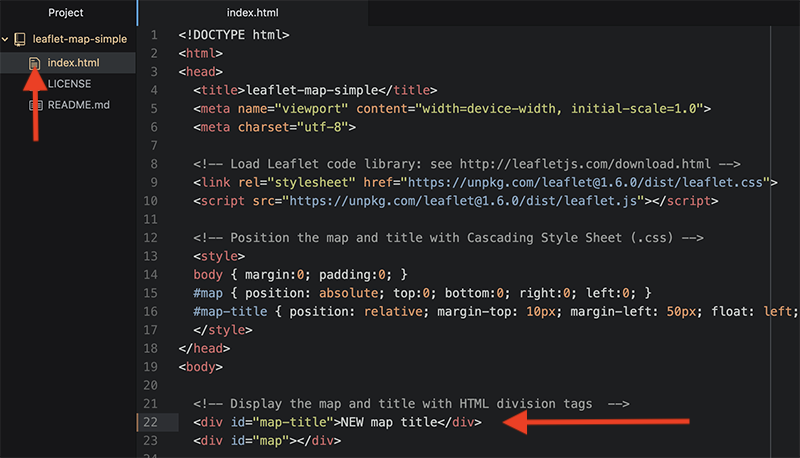 Project
index.html
leaflet-map-simple
index.html
LICENSE
README.md
1 <!DOCTYPE html>
2 <html>
3 <head>
4 <title>leaflet-map-simple</title>
5 <meta name="viewport" content="width=device-width, initial-scale=1.0">
6 <meta charset="utf-8">
7
8 <!-- Load Leaflet code library: see http://leafletjs.com/download.html -->
9 <link rel="stylesheet" href="https://unpkg.com/leaflet@1.6.0/dist/leaflet.css">
10 <script src="https://unpkg.com/leaflet@1.6.0/dist/leaflet.js"></script>
11
12 <!-- Position the map and title with Cascading Style Sheet (.css) -->
13 <style>
14 body { margin:0; padding:0; }
15 #map { position: absolute; top:0; bottom:0; right:0; left:0; }
16 #map-title { position: relative; margin-top: 10px; margin-left: 50px; float: left;
17 </style>
18 </head>
19 <body>
20
21 <!-- Display the map and title with HTML division tags  -->
22 <div id="map-title">NEW map title</div>
23 <div id="map"></div>